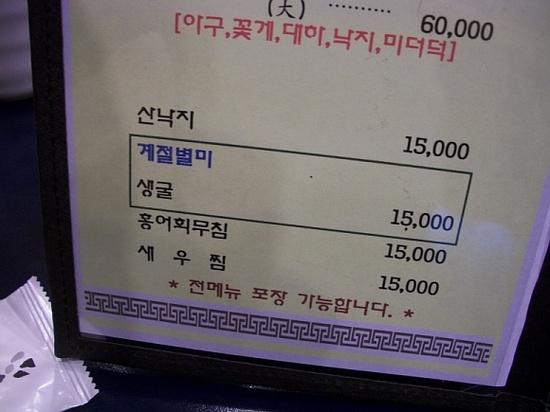 (大) .......... 60,000
[아구,꽃게,대하,낙지,미더덕]
산낙지 15,000
계절별미
생굴 15,000
홍어회무침 15,000
새 우 찜 15,000
* 전메뉴 포장 가능합니다. *